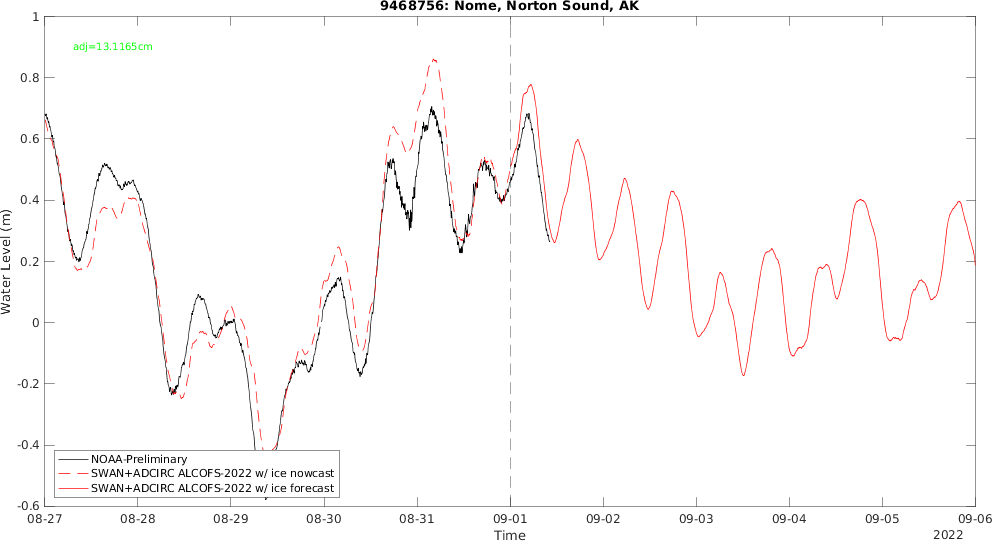 9468756: Nome, Norton Sound, AK
1
adj=13.1165cm
0.8
0.6
0.4
0.2
0
-0.2
-0.4
-0.6
Water Level (m)
NOAA-Preliminary
SWAN+ADCIRC ALCOFS-2022 w/ ice nowcast
SWAN+ADCIRC ALCOFS-2022 w/ ice forecast
08-27 08-28 08-29 08-30 08-31 09-01 09-02 09-03 09-04 09-05 09-06
Time
2022